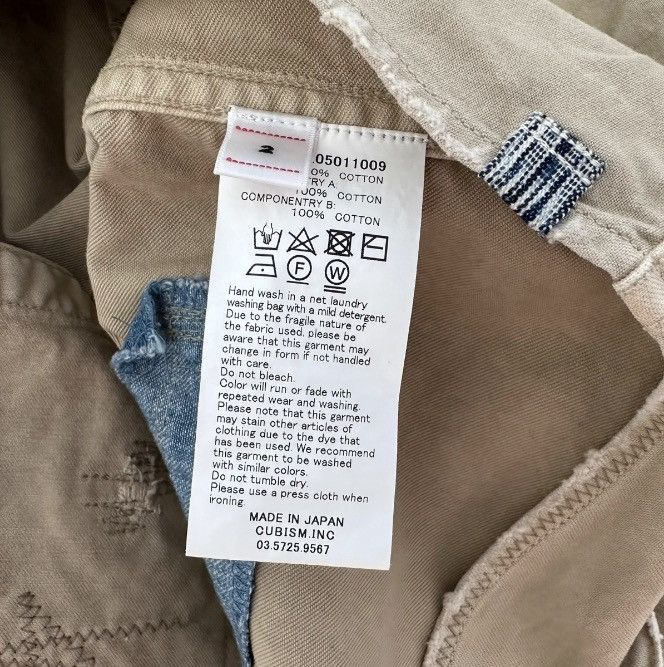 2
05011009
0% COTTON
TRY A:
100% COTTON
COMPONENTRY B:
100% COTTON
F W
Hand wash in a net laundry
washing bag with a mild detergent.
Due to the fragile nature of
the fabric used, please be
aware that this garment may
change in form if not handled
with care.
Do not bleach.
Color will run or fade with
repeated wear and washing.
Please note that this garment
may stain other articles of
clothing due to the dye that
has been used. We recommend
this garment to be washed
with similar colors.
Do not tumble dry.
Please use a press cloth when
ironing.
MADE IN JAPAN
CUBISM.INC
03.5725.9567